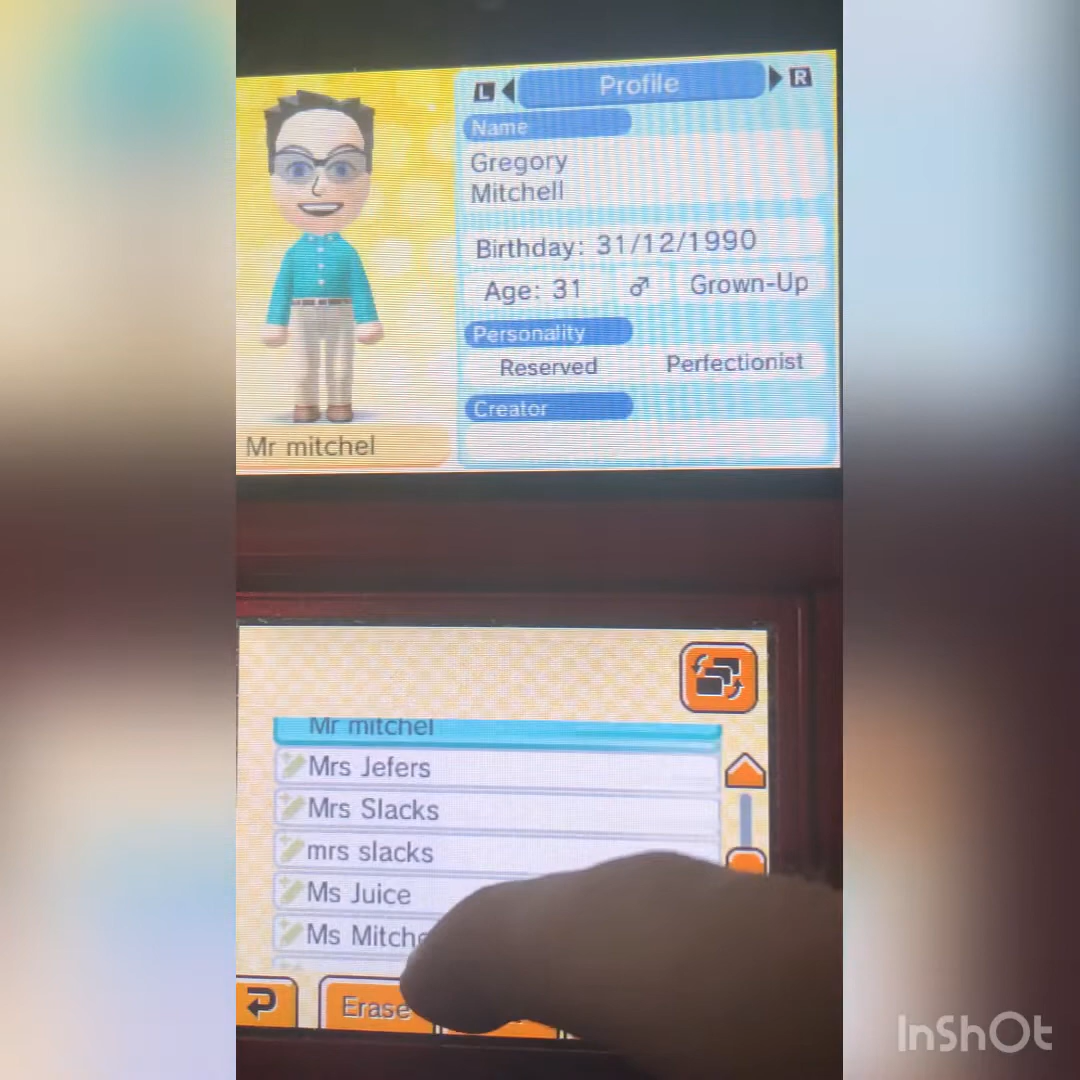 L
Profile
R
Name
Gregory
Mitchell
Birthday: 31/12/1990
Age: 31 ♂ Grown-Up
Personality
Reserved Perfectionist
Creator
Mr mitchel
Mr mitchel
Mrs Jefers
Mrs Slacks
mrs slacks
Ms Juice
Ms
Erase
InShOt